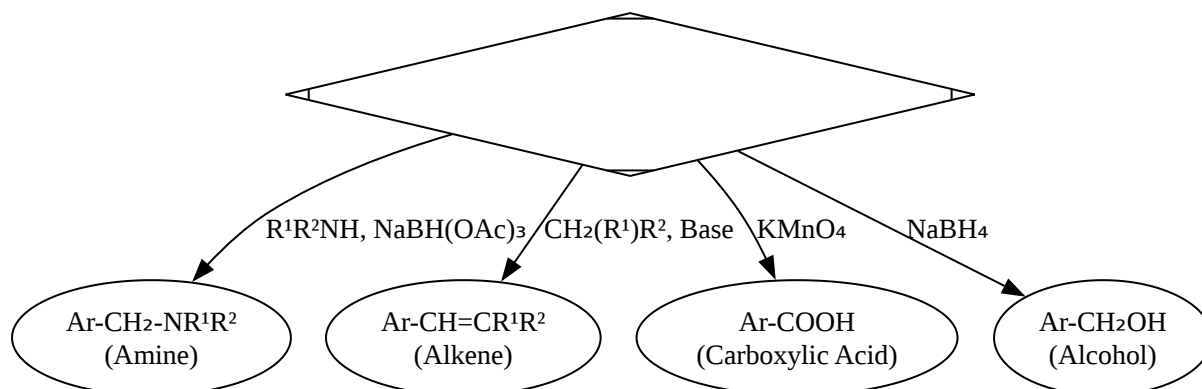 R¹R²NH, NaBH(OAc)₃
CH₂(R¹)R², Base
KMnO₄
NaBH₄
Ar-CH₂-NR¹R²
(Amine)
Ar-CH=CR¹R²
(Alkene)
Ar-COOH
(Carboxylic Acid)
Ar-CH₂OH
(Alcohol)